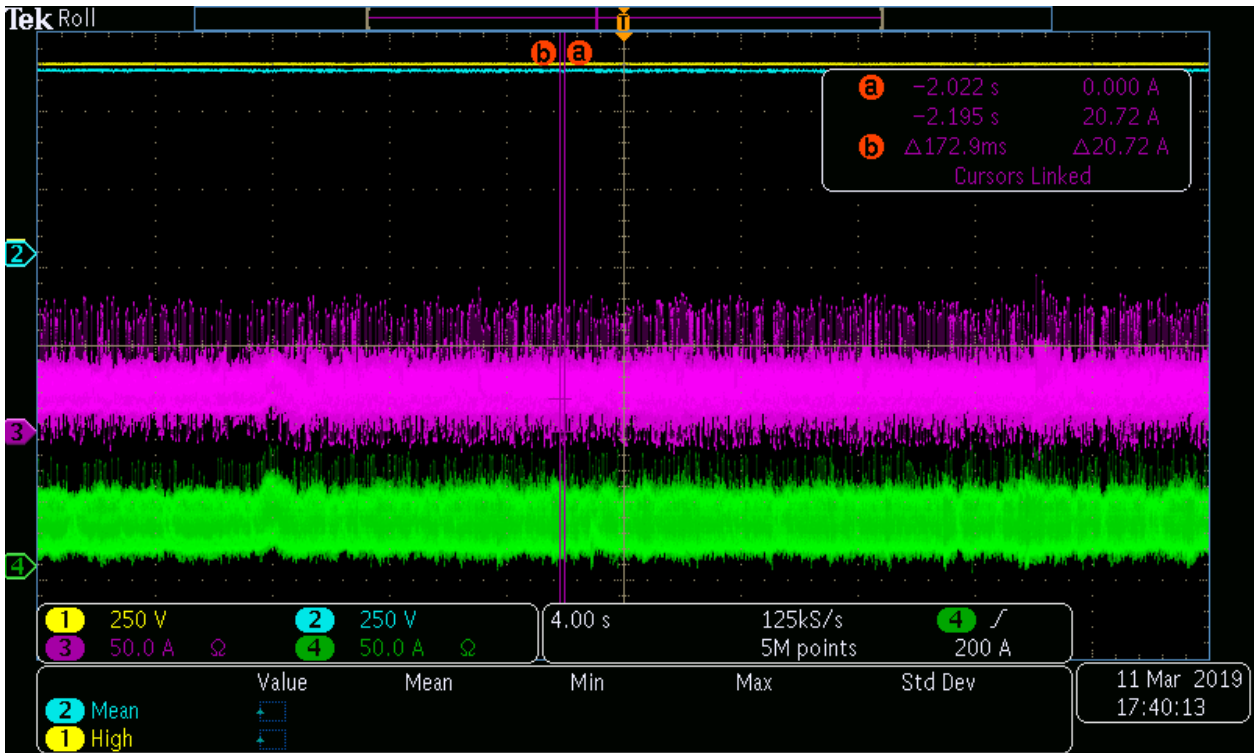 Tek Roll
T
b a
a −2.022 s 0.000 A
−2.195 s 20.72 A
b Δ172.9ms Δ20.72 A
Cursors Linked
2
3
4
1 250 V 2 250 V 4.00 s 125kS/s 4
3 50.0 A Ω 4 50.0 A Ω 5M points 200 A
Value Mean Min Max Std Dev 11 Mar 2019
2 Mean 17:40:13
1 High